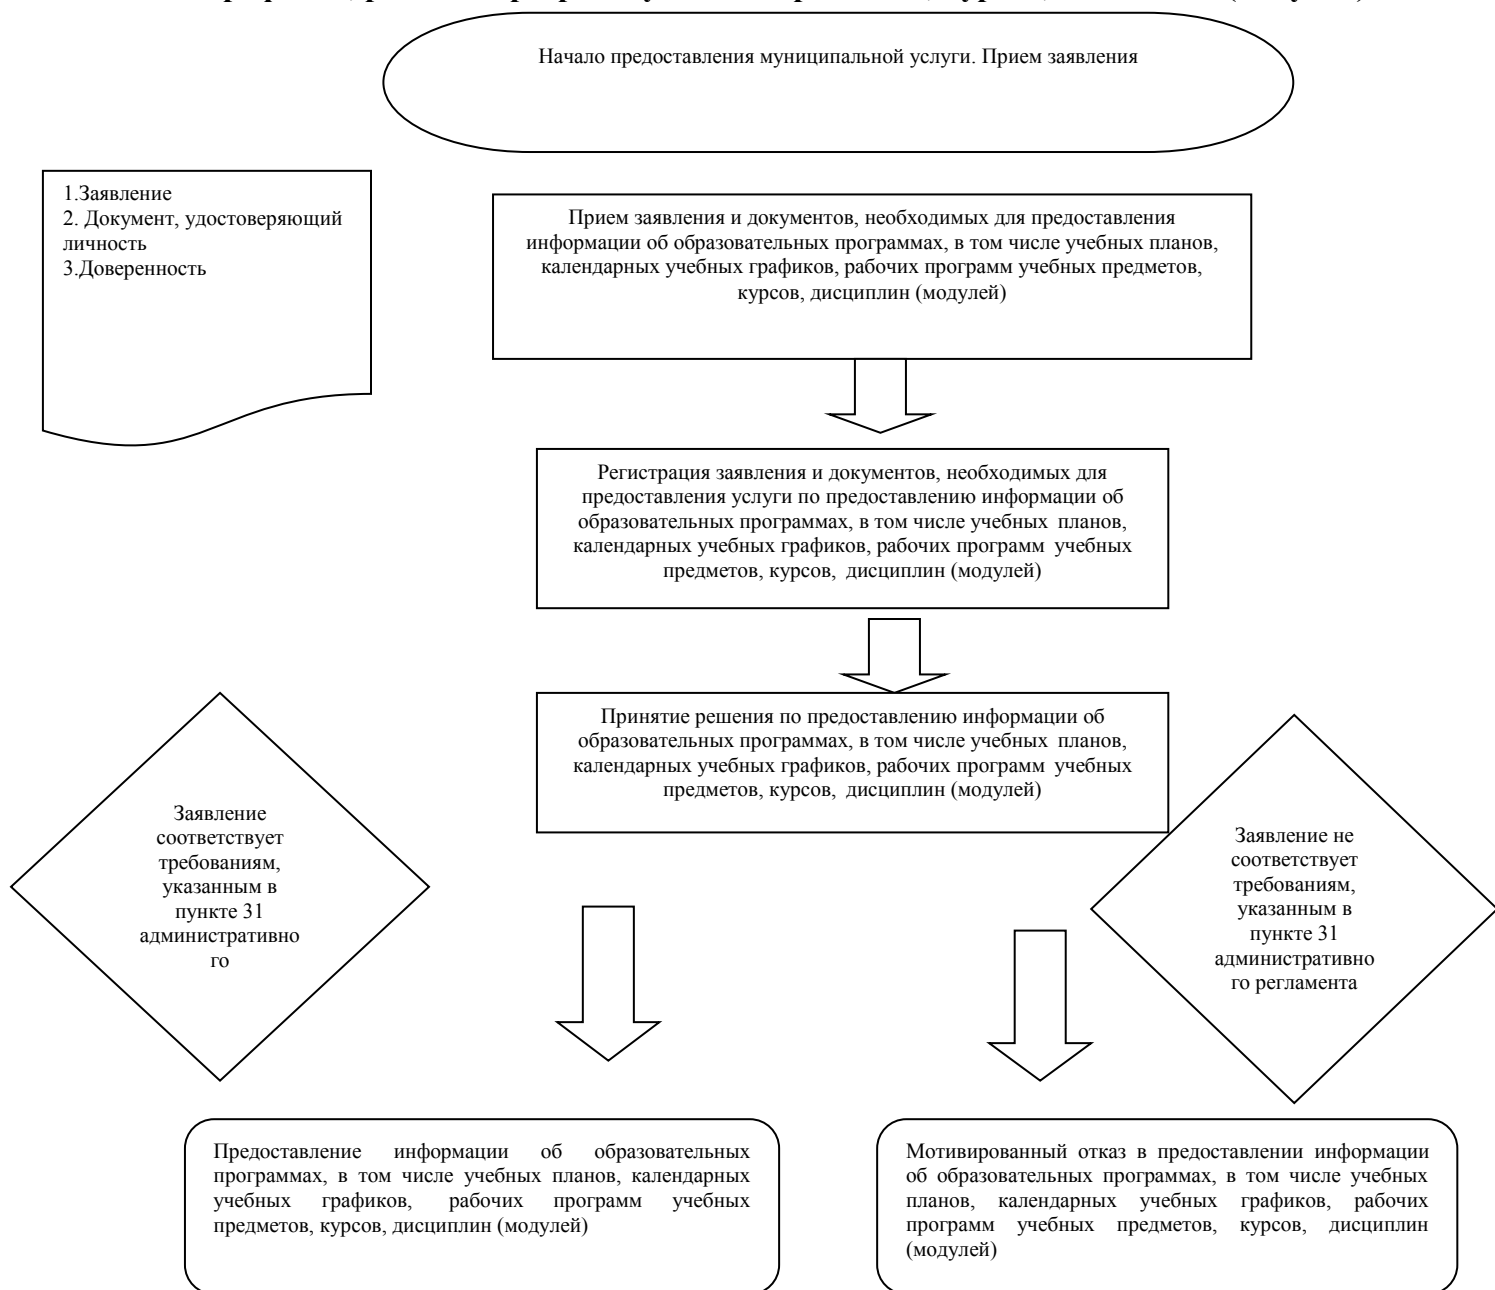 Начало предоставления муниципальной услуги. Прием заявления
1.Заявление
2. Документ, удостоверяющий
личность
3.Доверенность
Прием заявления и документов, необходимых для предоставления
информации об образовательных программах, в том числе учебных планов,
календарных учебных графиков, рабочих программ учебных предметов,
курсов, дисциплин (модулей)
Регистрация заявления и документов, необходимых для
предоставления услуги по предоставлению информации об
образовательных программах, в том числе учебных планов,
календарных учебных графиков, рабочих программ учебных
предметов, курсов, дисциплин (модулей)
Принятие решения по предоставлению информации об
образовательных программах, в том числе учебных планов,
календарных учебных графиков, рабочих программ учебных
предметов, курсов, дисциплин (модулей)
Заявление
соответствует
требованиям,
указанным в
пункте 31
административно
го
Заявление не
соответствует
требованиям,
указанным в
пункте 31
административно
го регламента
Предоставление информации об образовательных
программах, в том числе учебных планов, календарных
учебных графиков, рабочих программ учебных
предметов, курсов, дисциплин (модулей)
Мотивированный отказ в предоставлении информации
об образовательных программах, в том числе учебных
планов, календарных учебных графиков, рабочих
программ учебных предметов, курсов, дисциплин
(модулей)